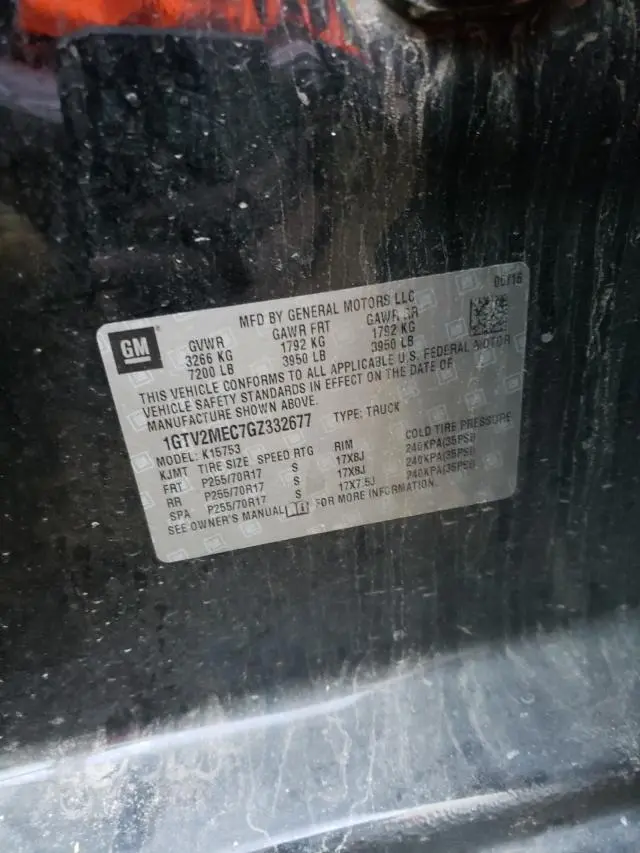 06/16
MFD BY GENERAL MOTORS LLC
GM
GVWR GAWR FRT GAWR RR
3266 KG 1792 KG 1792 KG
7200 LB 3950 LB 3950 LB
THIS VEHICLE CONFORMS TO ALL APPLICABLE U.S. FEDERAL MOTOR
VEHICLE SAFETY STANDARDS IN EFFECT ON THE DATE OF
MANUFACTURE SHOWN ABOVE.
1GTV2MEC7GZ332677 TYPE: TRUCK
MODEL: K15753
KJMT TIRE SIZE SPEED RTG RIM COLD TIRE PRESSURE
FRT P255/70R17 S 17X8J 240KPA(35PSI)
RR P255/70R17 S 17X8J 240KPA(35PSI)
SPA P255/70R17 S 17X7.5J 240KPA(35PSI)
SEE OWNER'S MANUAL FOR MORE INFORMATION.